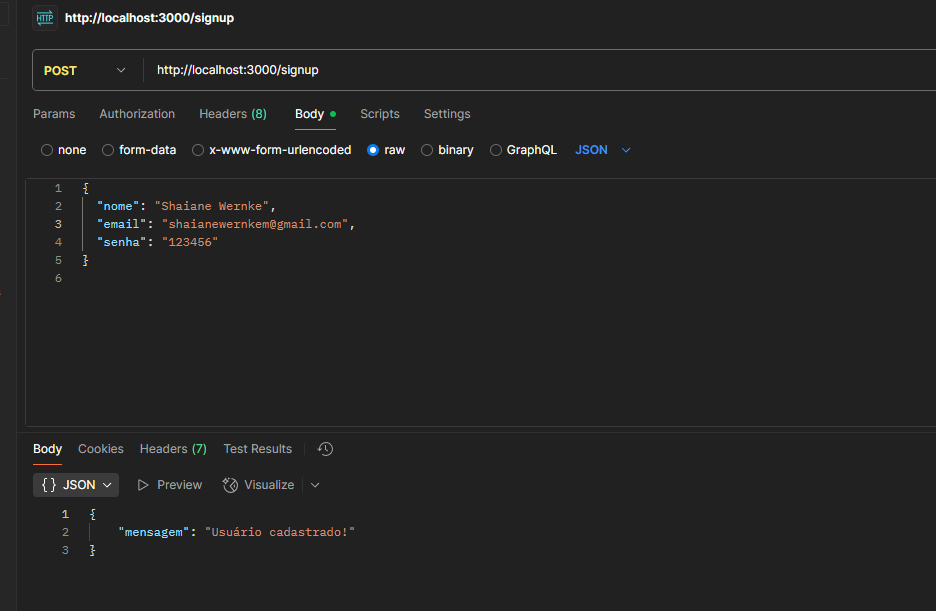 HTTP http://localhost:3000/signup
POST http://localhost:3000/signup
Params Authorization Headers (8) Body Scripts Settings
none form-data x-www-form-urlencoded raw binary GraphQL JSON
1 {
2 "nome": "Shaiane Wernke",
3 "email": "shaianewernkem@gmail.com",
4 "senha": "123456"
5 }
6
Body Cookies Headers (7) Test Results
{} JSON Preview Visualize
1 {
2 "mensagem": "Usuário cadastrado!"
3 }